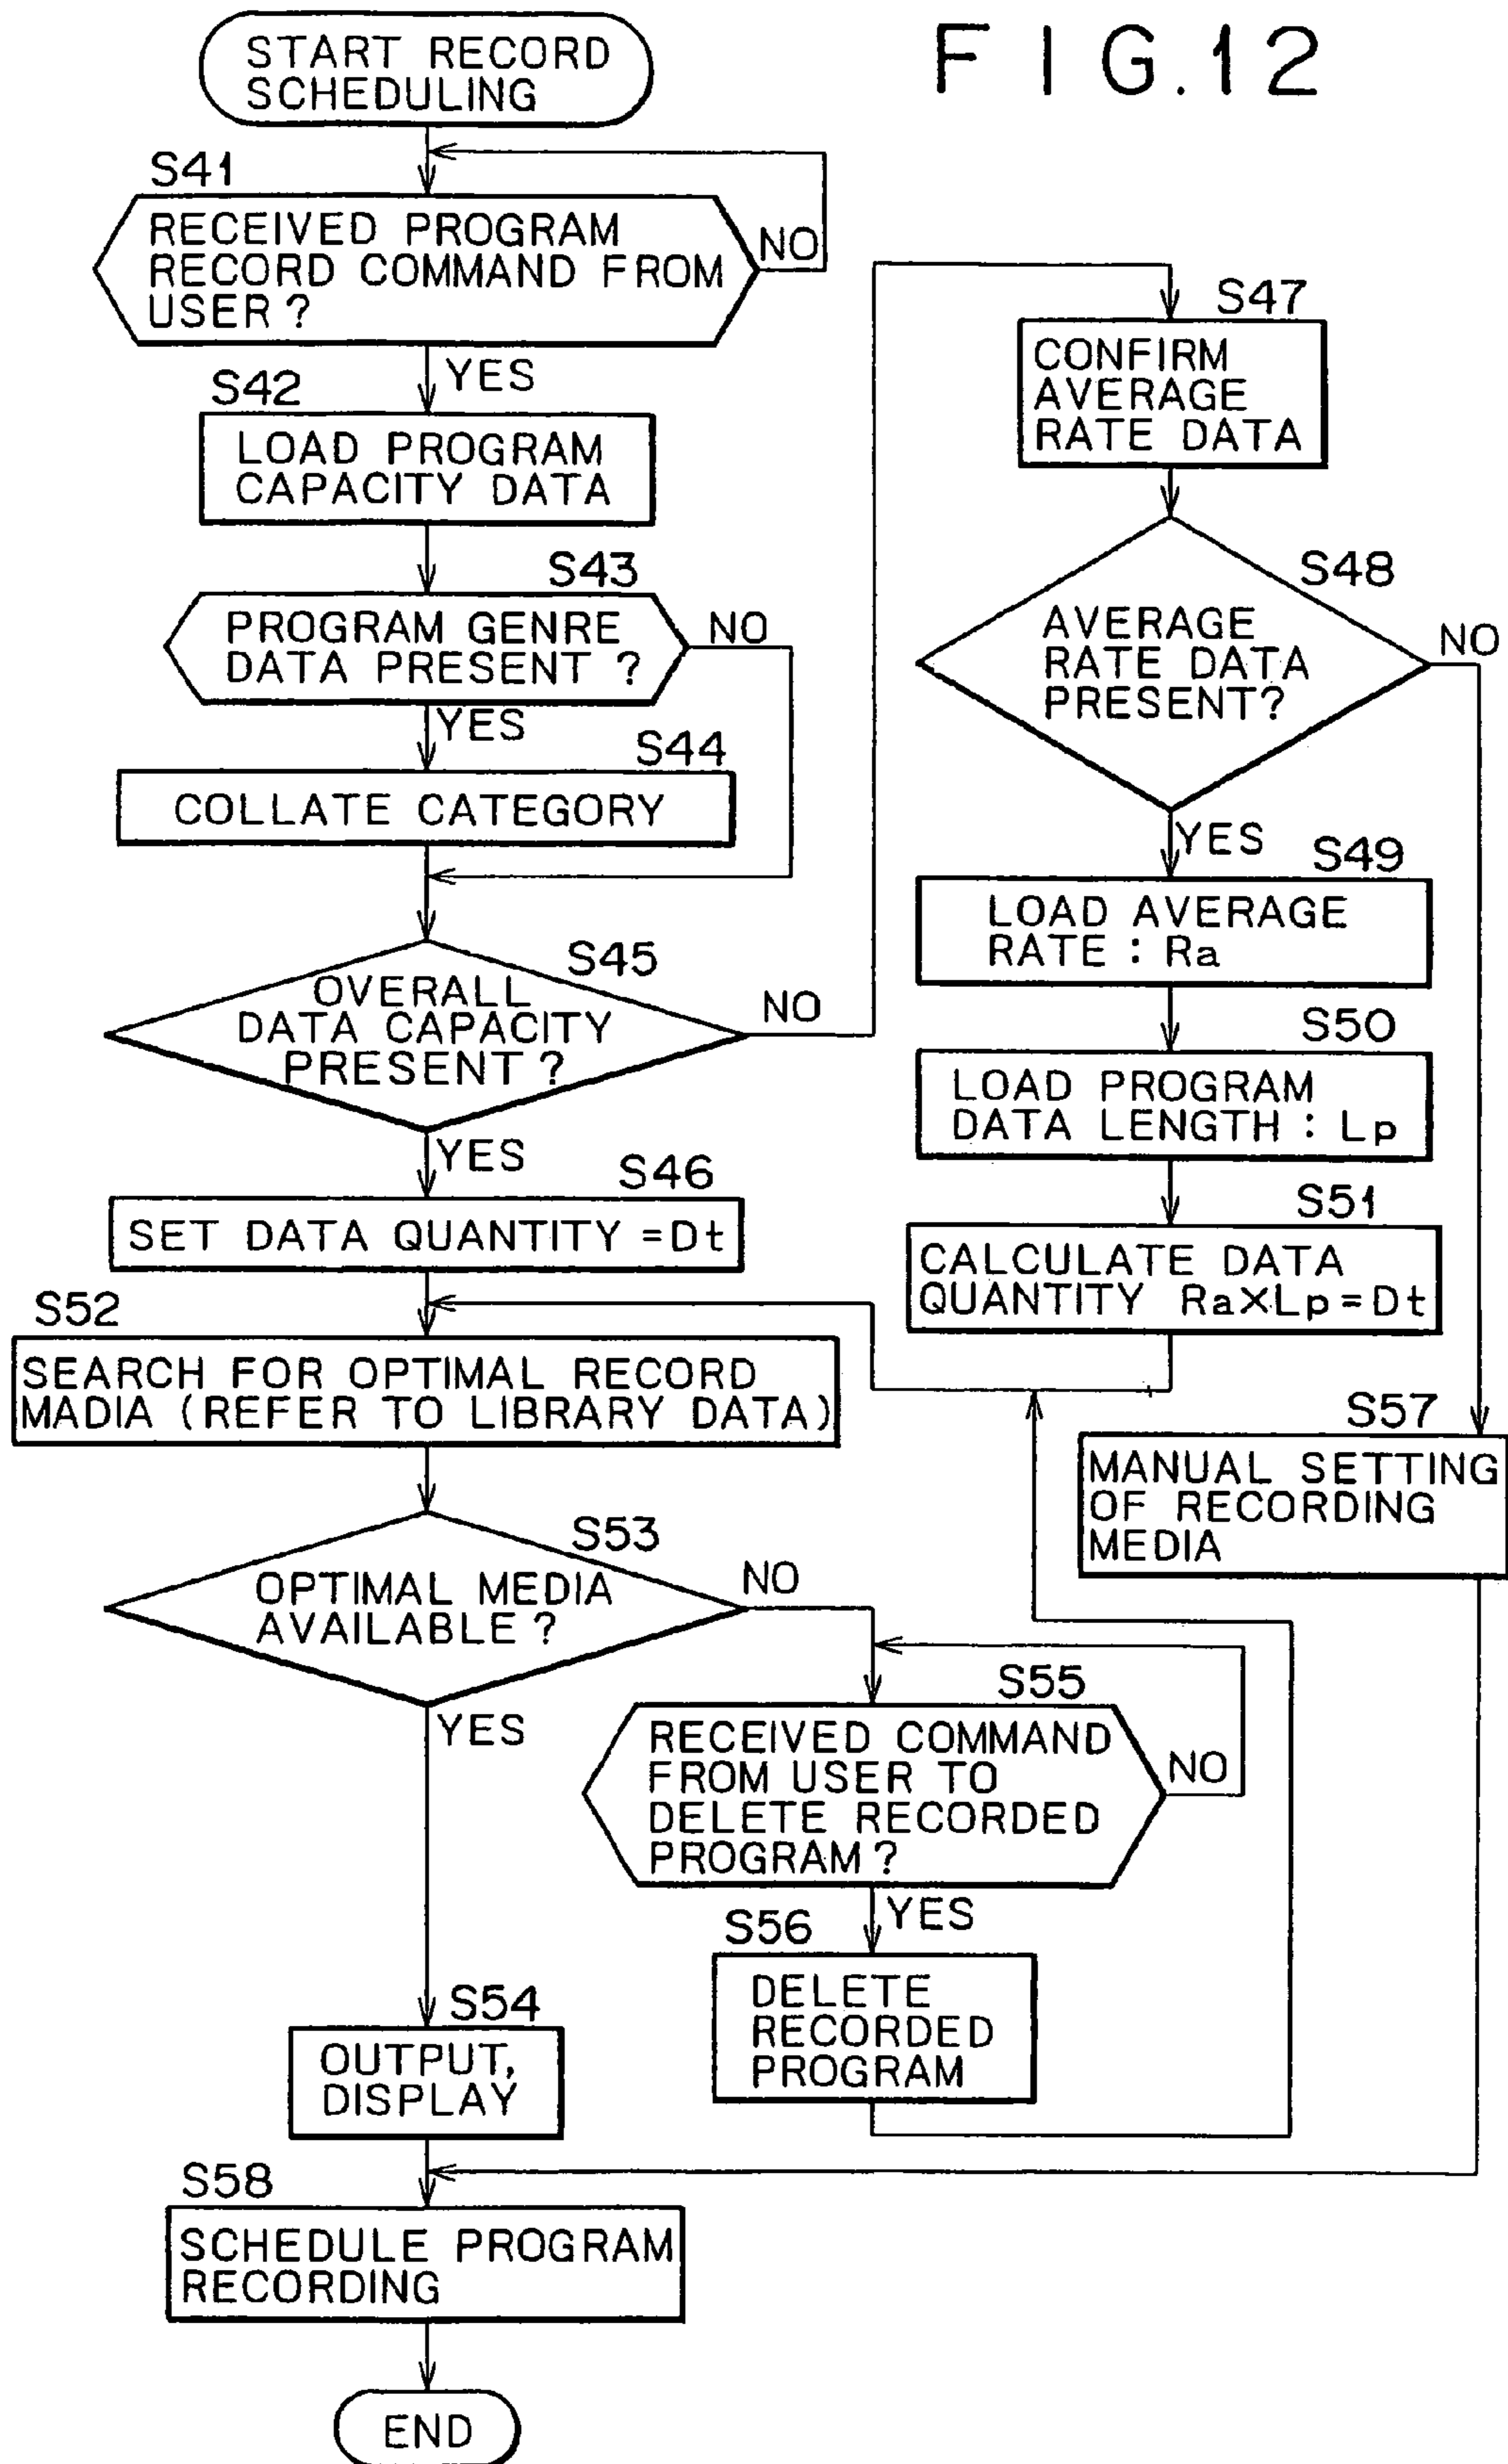 FIG.12
START RECORD
SCHEDULING
S41
RECEIVED PROGRAM
RECORD COMMAND FROM
USER?
NO
YES
S42
LOAD PROGRAM
CAPACITY DATA
S43
PROGRAM GENRE
DATA PRESENT?
NO
YES
S44
COLLATE CATEGORY
S45
OVERALL
DATA CAPACITY
PRESENT?
NO
YES
S46
SET DATA QUANTITY =Dt
S47
CONFIRM
AVERAGE
RATE DATA
S48
AVERAGE
RATE DATA
PRESENT?
NO
YES
S49
LOAD AVERAGE
RATE : Ra
S50
LOAD PROGRAM
DATA LENGTH : Lp
S51
CALCULATE DATA
QUANTITY Ra×Lp=Dt
S52
SEARCH FOR OPTIMAL RECORD
MADIA (REFER TO LIBRARY DATA)
S53
OPTIMAL MEDIA
AVAILABLE?
NO
YES
S55
RECEIVED COMMAND
FROM USER TO
DELETE RECORDED
PROGRAM?
NO
YES
S56
DELETE
RECORDED
PROGRAM
S57
MANUAL SETTING
OF RECORDING
MEDIA
S54
OUTPUT,
DISPLAY
S58
SCHEDULE PROGRAM
RECORDING
END